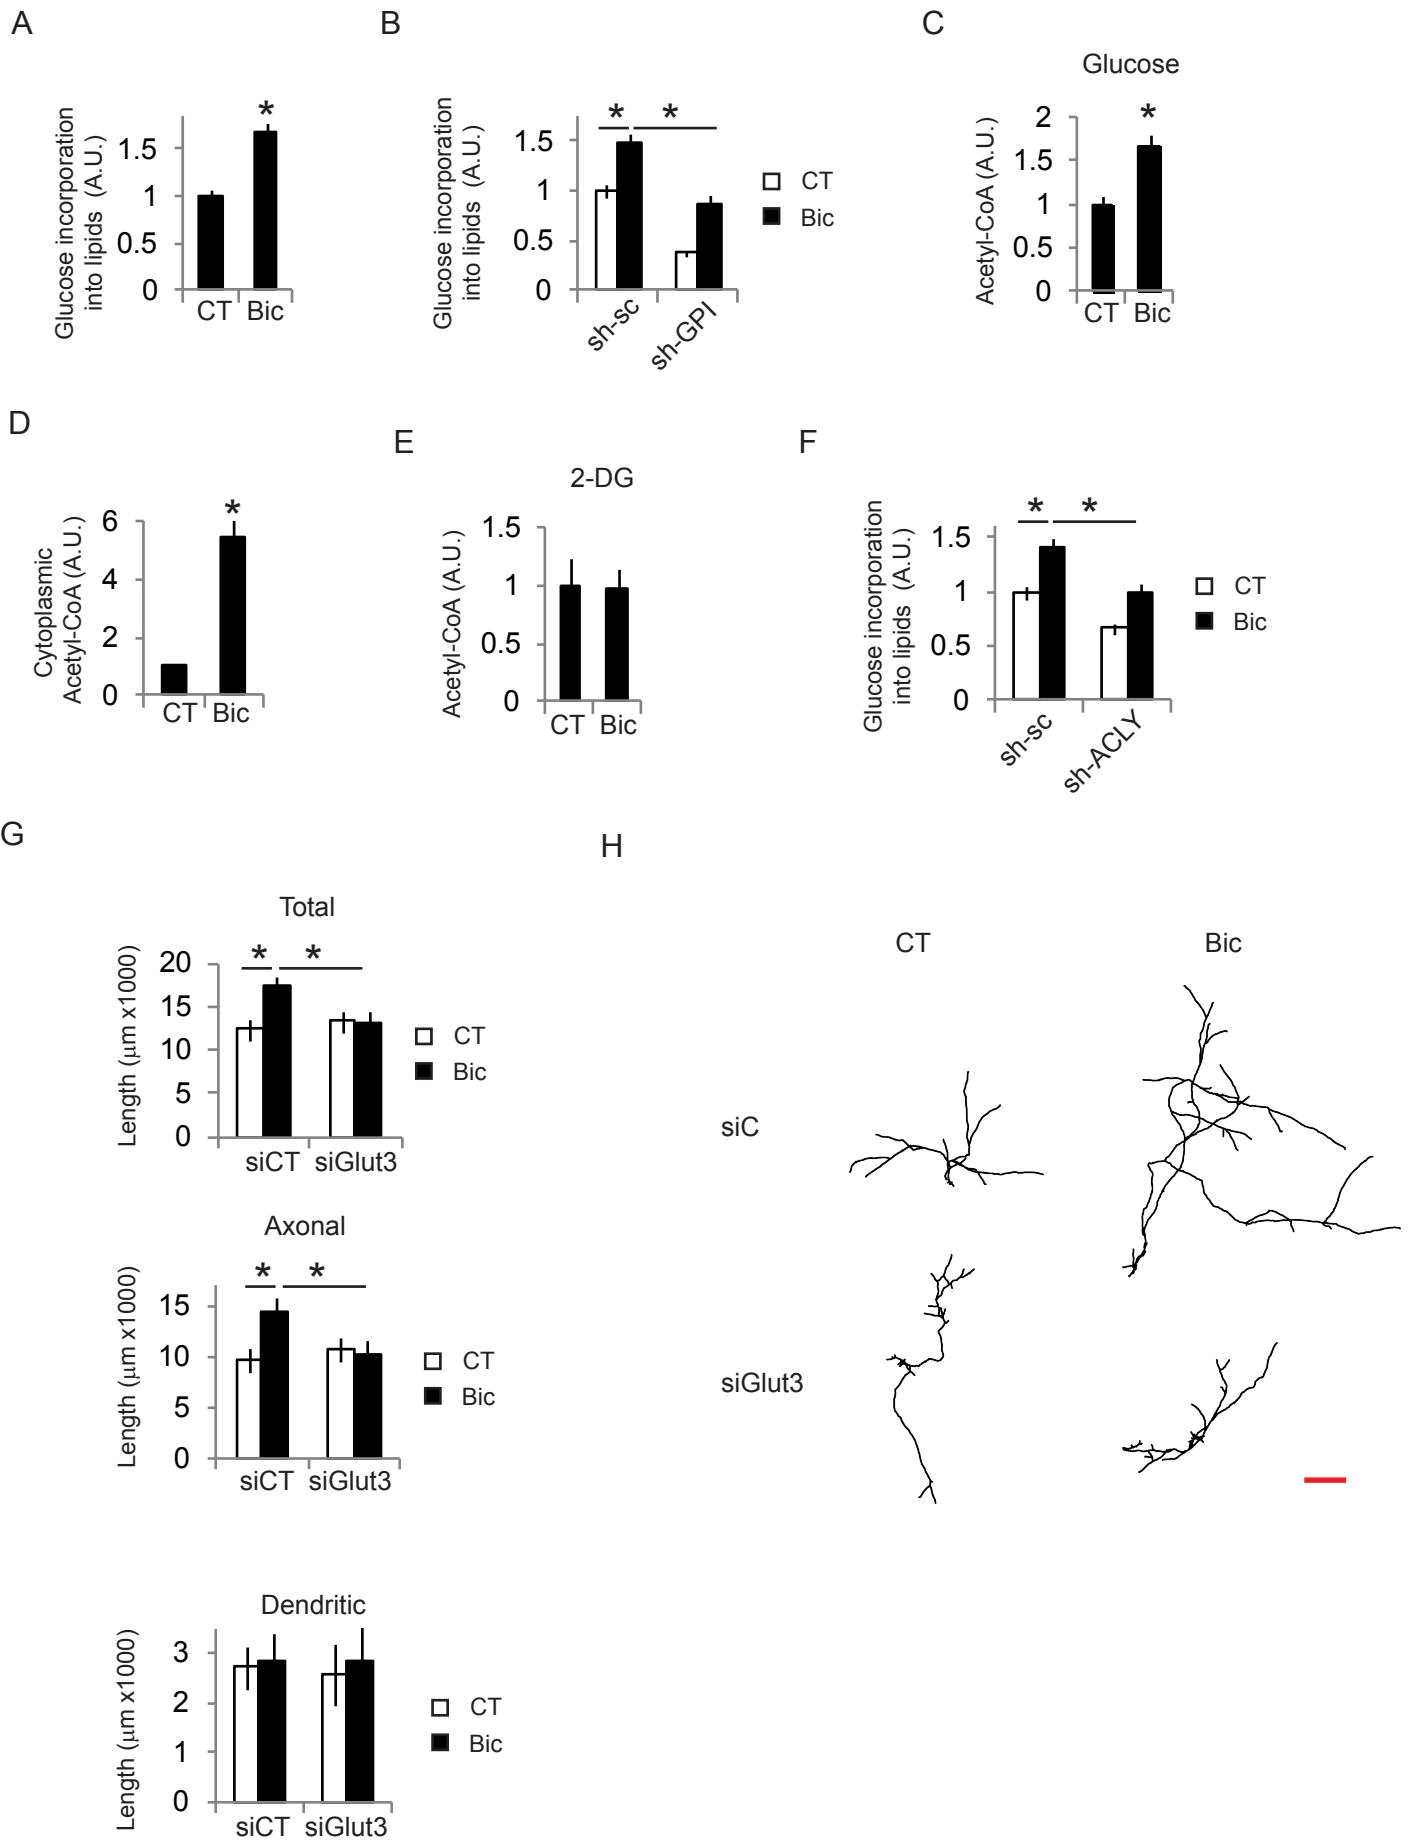 A
Glucose incorporation
into lipids (A.U.)
1.5
1
0.5
0
*
CT Bic
B
Glucose incorporation
into lipids (A.U.)
1.5
1
0.5
0
* *
sh-sc
sh-GPI
CT
Bic
C
Glucose
Acetyl-CoA (A.U.)
2
1.5
1
0.5
0
*
CT Bic
D
Cytoplasmic
Acetyl-CoA (A.U.)
6
4
2
0
*
CT Bic
E
2-DG
Acetyl-CoA (A.U.)
1.5
1
0.5
0
CT Bic
F
Glucose incorporation
into lipids (A.U.)
1.5
1
0.5
0
* *
sh-sc
sh-ACLY
CT
Bic
G
Total
Length (μm x1000)
20
15
10
5
0
* *
siCT siGlut3
CT
Bic
Axonal
Length (μm x1000)
15
10
5
0
* *
siCT siGlut3
CT
Bic
Dendritic
Length (μm x1000)
3
2
1
0
siCT siGlut3
CT
Bic
H
CT Bic
siC
siGlut3